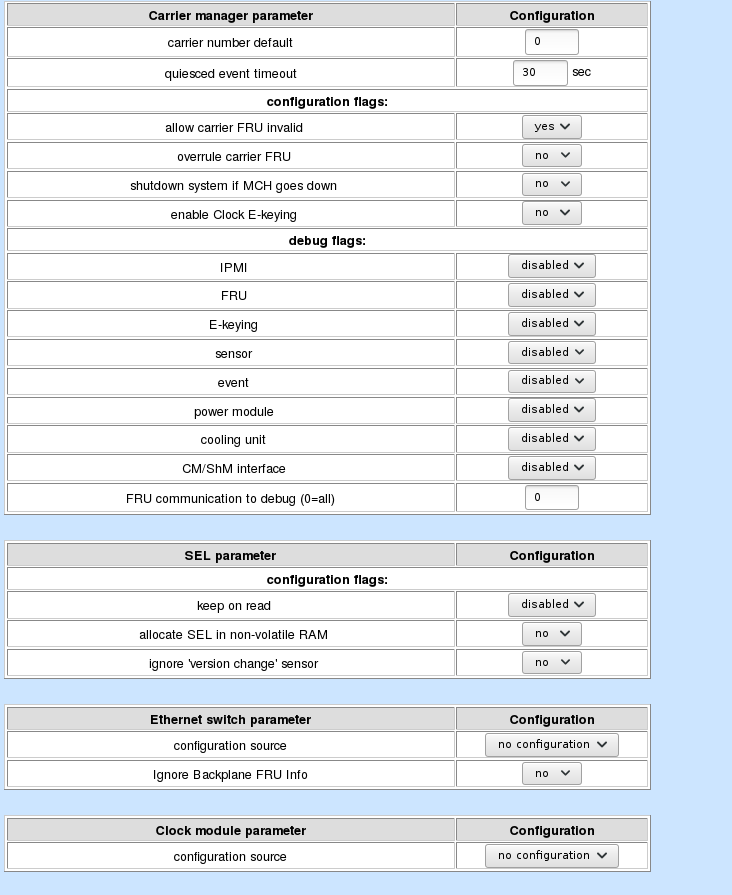 Carrier manager parameter Configuration
carrier number default 0
quiesced event timeout 30 sec
configuration flags:
allow carrier FRU invalid yes
overrule carrier FRU no
shutdown system if MCH goes down no
enable Clock E-keying no
debug flags:
IPMI disabled
FRU disabled
E-keying disabled
sensor disabled
event disabled
power module disabled
cooling unit disabled
CM/ShM interface disabled
FRU communication to debug (0=all) 0
SEL parameter Configuration
configuration flags:
keep on read disabled
allocate SEL in non-volatile RAM no
ignore 'version change' sensor no
Ethernet switch parameter Configuration
configuration source no configuration
Ignore Backplane FRU Info no
Clock module parameter Configuration
configuration source no configuration